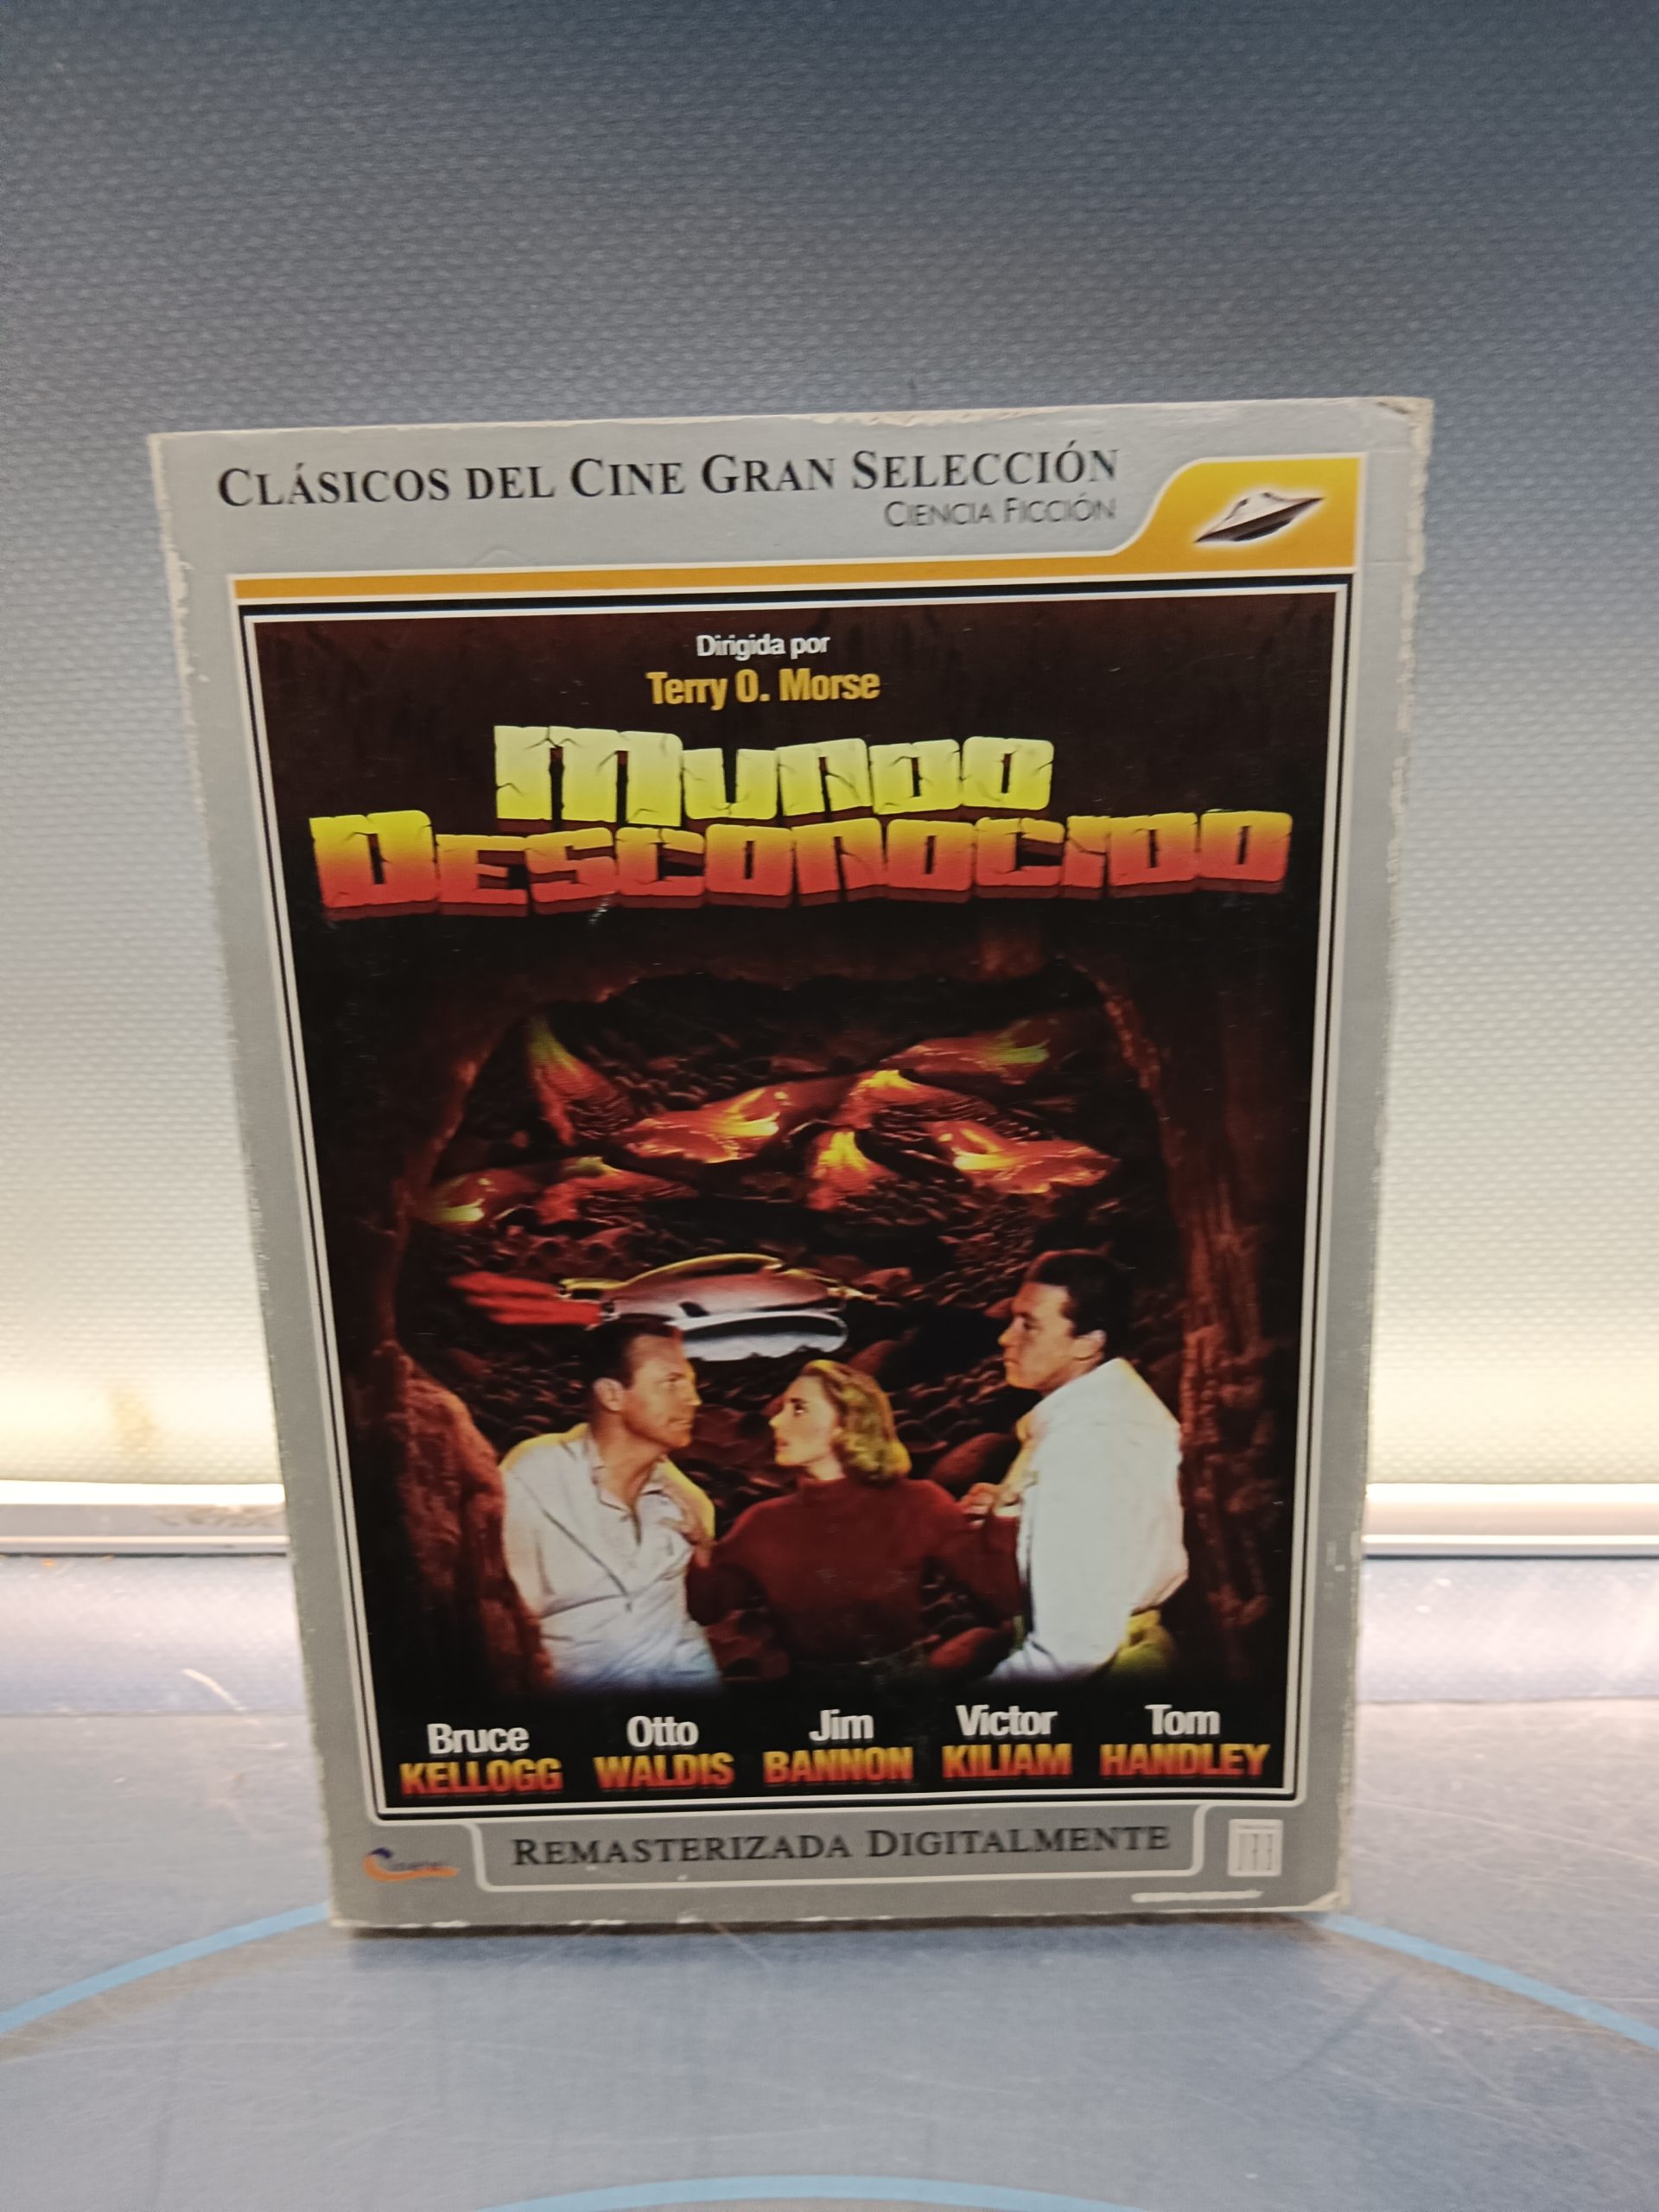 CLÁSICOS DEL CINE GRAN SELECCIÓN
CIENCIA FICCIÓN
Dirigida por
Terry O. Morse
MUNDO
DESCONOCIDO
Bruce KELLOGG
Otto WALDIS
Jim BANNON
Victor KILIAM
Tom HANDLEY
REMASTERIZADA DIGITALMENTE